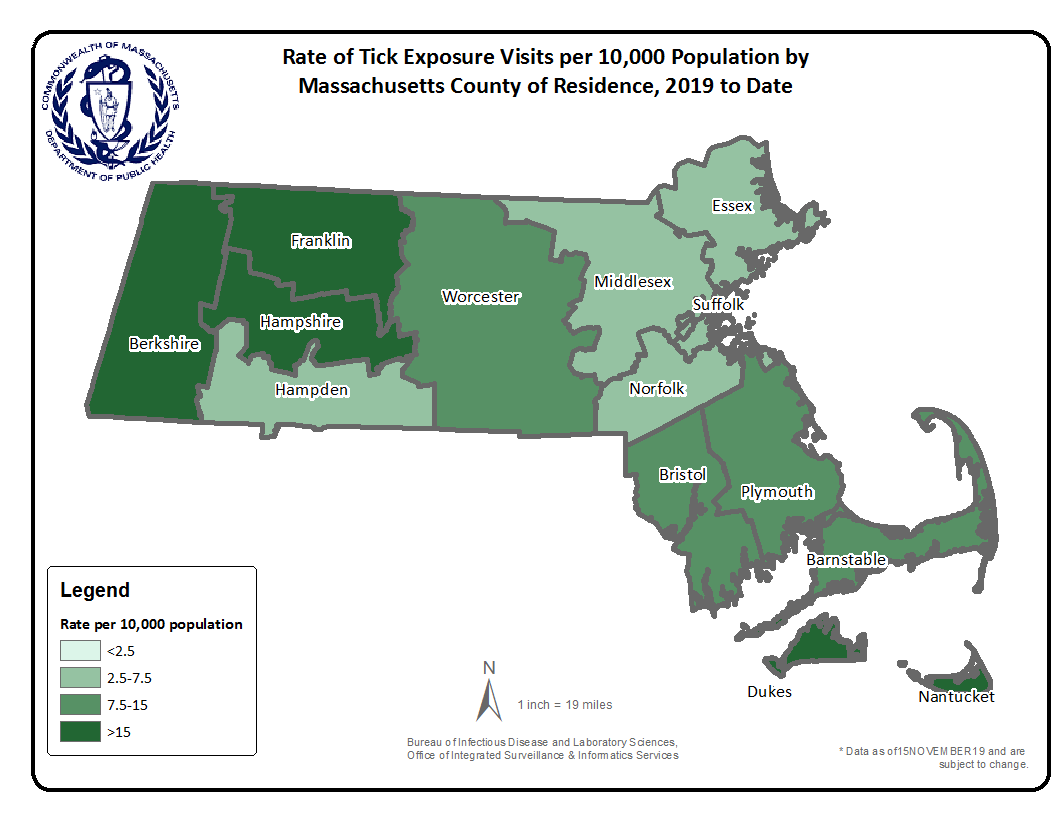 Rate of Tick Exposure Visits per 10,000 Population by
Massachusetts County of Residence, 2019 to Date
COMMONWEALTH OF MASSACHUSETTS
DEPARTMENT OF PUBLIC HEALTH
Essex
Franklin
Middlesex
Worcester
Suffolk
Hampshire
Berkshire
Hampden
Norfolk
Bristol
Plymouth
Barnstable
Dukes
Nantucket
Legend
Rate per 10,000 population
<2.5
2.5-7.5
7.5-15
>15
N
1 inch = 19 miles
Bureau of Infectious Disease and Laboratory Sciences,
Office of Integrated Surveillance & Informatics Services
* Data as of15NOVEMBER19 and are
subject to change.